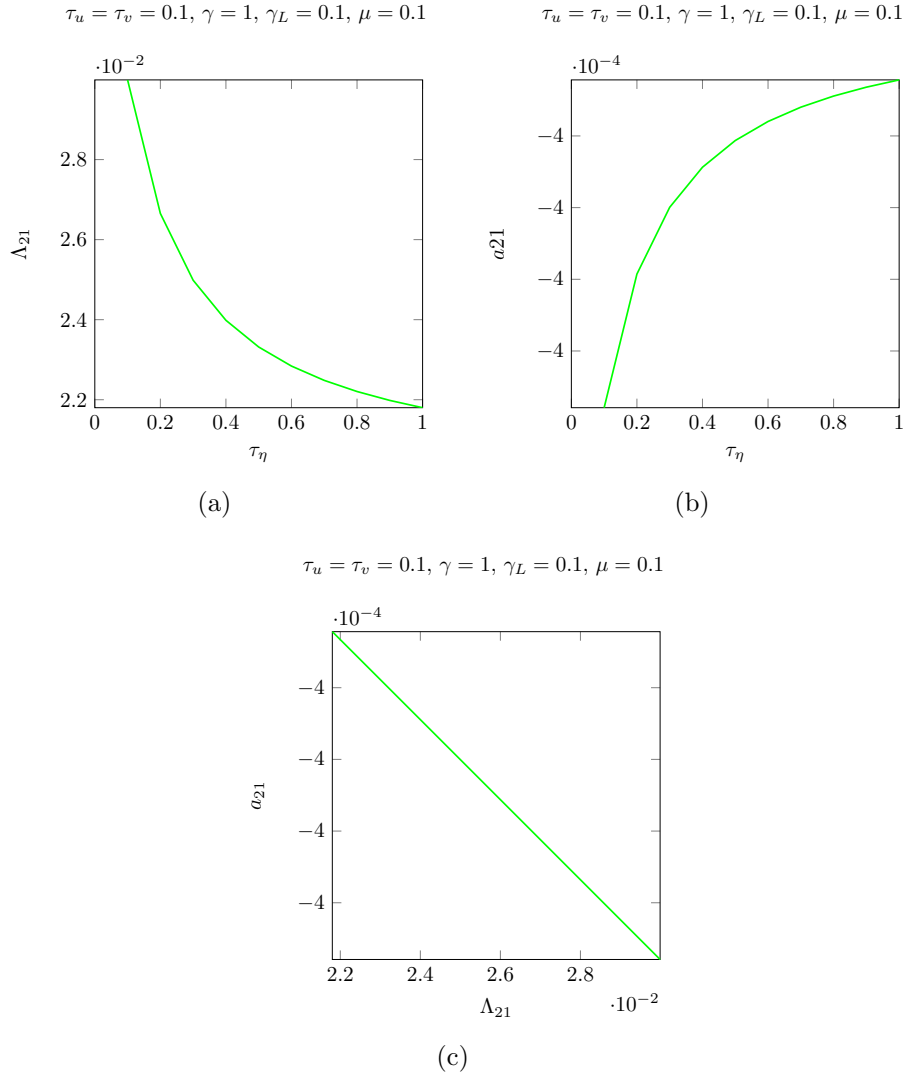 τ_u = τ_v = 0.1, γ = 1, γ_L = 0.1, μ = 0.1
·10^−2
2.8
2.6
2.4
2.2
Λ_21
0 0.2 0.4 0.6 0.8 1
τ_η
(a)
τ_u = τ_v = 0.1, γ = 1, γ_L = 0.1, μ = 0.1
·10^−4
−4
−4
−4
−4
a21
0 0.2 0.4 0.6 0.8 1
τ_η
(b)
τ_u = τ_v = 0.1, γ = 1, γ_L = 0.1, μ = 0.1
·10^−4
−4
−4
−4
−4
a_21
2.2 2.4 2.6 2.8
Λ_21
·10^−2
(c)